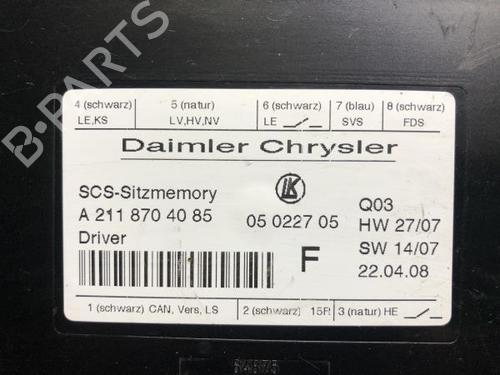 4 (schwarz) 5 (natur) 6 (schwarz) 7 (blau) 8 (schwarz)
LE,KS LV,HV,NV LE SVS FDS
Daimler Chrysler
SCS-Sitzmemory
LK
Q03
A 211 870 40 85 05 0227 05 HW 27/07
Driver
F
SW 14/07
22.04.08
1 (schwarz) CAN, Vers, LS 2 (schwarz) 15R 3 (natur) HE
B-PARTS